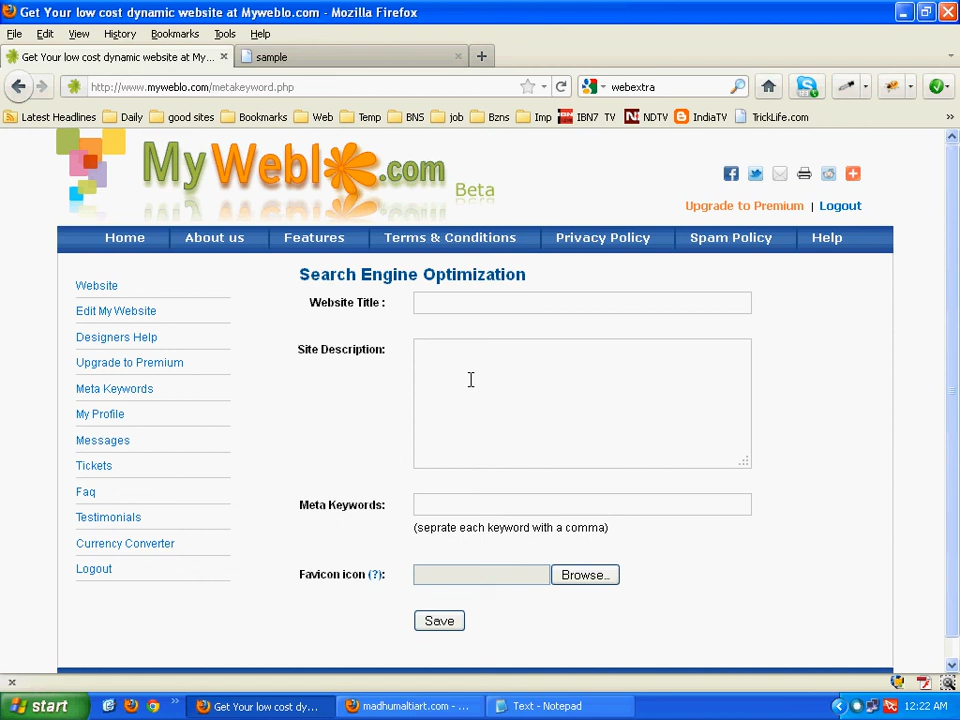 Get Your low cost dynamic website at Myweblo.com - Mozilla Firefox
File Edit View History Bookmarks Tools Help
Get Your low cost dynamic website at My... sample
http://www.myweblo.com/metakeyword.php webextra
Latest Headlines Daily good sites Bookmarks Web Temp BNS job Bzns Imp IBN7 TV NDTV IndiaTV TrickLife.com »
MyWeblo.com Beta
Upgrade to Premium | Logout
Home About us Features Terms & Conditions Privacy Policy Spam Policy Help
Search Engine Optimization
Website
Edit My Website
Designers Help
Upgrade to Premium
Meta Keywords
My Profile
Messages
Tickets
Faq
Testimonials
Currency Converter
Logout
Website Title :
Site Description:
Meta Keywords:
(seprate each keyword with a comma)
Favicon icon (?): Browse...
Save
start » Get Your low cost dy... madhumaltiart.com - ... Text - Notepad 12:22 AM